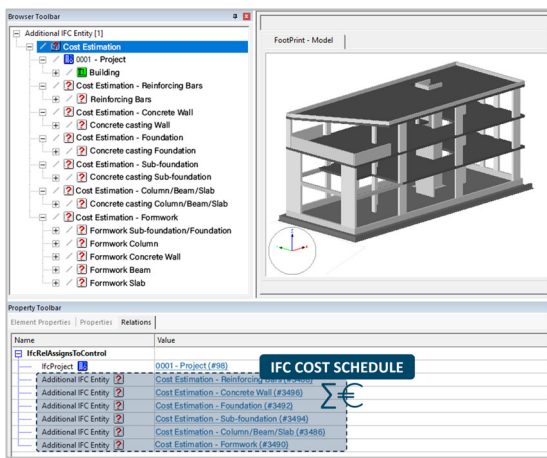 Browser Toolbar
Additional IFC Entity [1]
Cost Estimation
0001 - Project
Building
Cost Estimation - Reinforcing Bars
Reinforcing Bars
Cost Estimation - Concrete Wall
Concrete casting Wall
Cost Estimation - Foundation
Concrete casting Foundation
Cost Estimation - Sub-foundation
Concrete casting Sub-foundation
Cost Estimation - Column/Beam/Slab
Concrete casting Column/Beam/Slab
Cost Estimation - Formwork
Formwork Sub-foundation/Foundation
Formwork Column
Formwork Concrete Wall
Formwork Beam
Formwork Slab
FootPrint - Model
Property Toolbar
Element Properties Properties Relations
Name Value
IfcRelAssignsToControl
IfcProject 0001 - Project (#98)
IFC COST SCHEDULE
Additional IFC Entity ? Cost Estimation - Reinforcing Bars
Additional IFC Entity ? Cost Estimation - Concrete Wall (#3496)
Σ€
Additional IFC Entity ? Cost Estimation - Foundation (#3492)
Additional IFC Entity ? Cost Estimation - Sub-foundation (#3494)
Additional IFC Entity ? Cost Estimation - Column/Beam/Slab (#3486)
Additional IFC Entity ? Cost Estimation - Formwork (#3490)